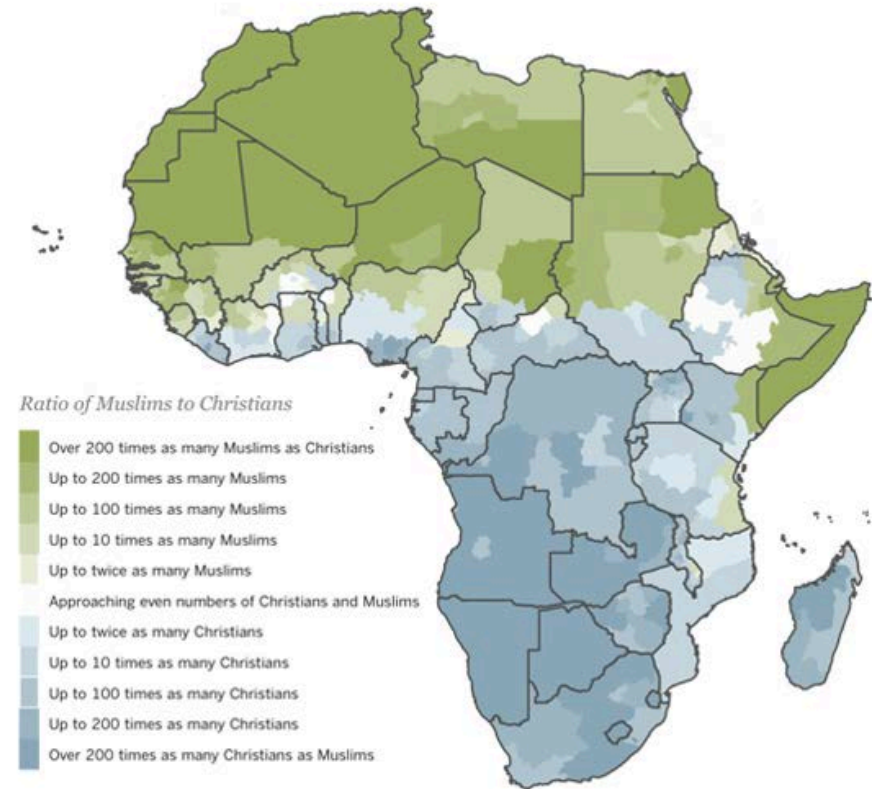 Ratio of Muslims to Christians
Over 200 times as many Muslims as Christians
Up to 200 times as many Muslims
Up to 100 times as many Muslims
Up to 10 times as many Muslims
Up to twice as many Muslims
Approaching even numbers of Christians and Muslims
Up to twice as many Christians
Up to 10 times as many Christians
Up to 100 times as many Christians
Up to 200 times as many Christians
Over 200 times as many Christians as Muslims